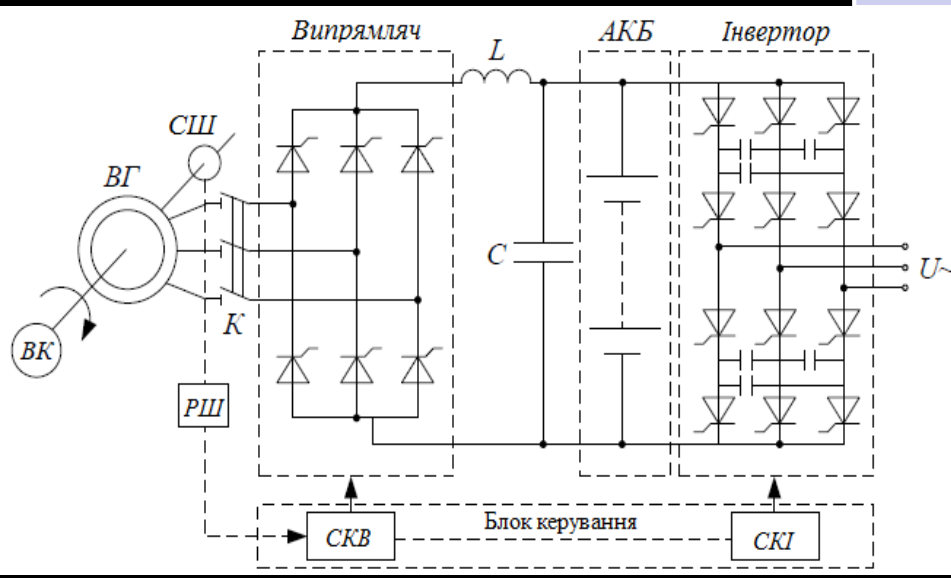 Випрямляч
L
АКБ
Інвертор
СШ
ВГ
C
U~
К
ВК
РШ
Блок керування
СКВ
СКІ